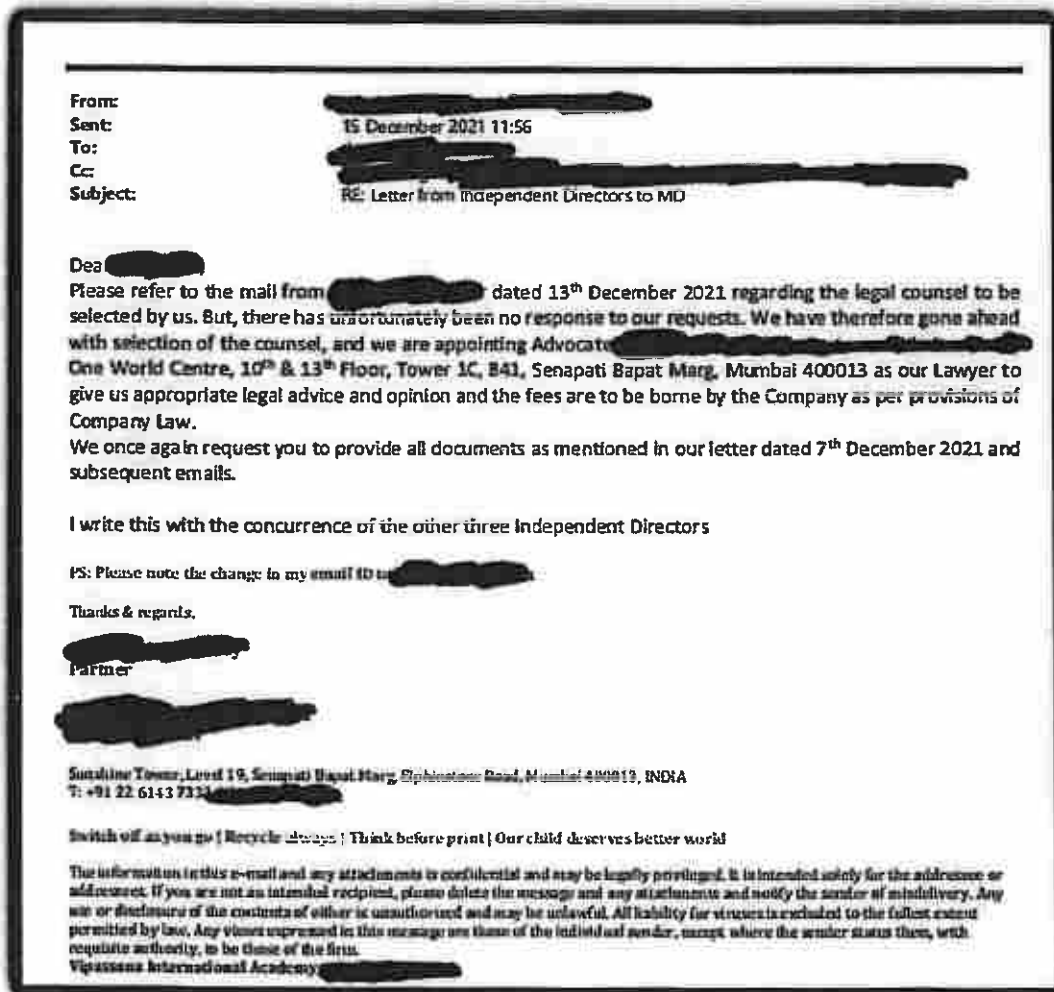 From:
Sent: 15 December 2021 11:56
To:
Cc:
Subject: RE: Letter from Independent Directors to MD
Dea
Please refer to the mail from dated 13th December 2021 regarding the legal counsel to be
selected by us. But, there has unfortunately been no response to our requests. We have therefore gone ahead
with selection of the counsel, and we are appointing Advocate
One World Centre, 10th & 13th Floor, Tower 1C, 841, Senapati Bapat Marg, Mumbai 400013 as our Lawyer to
give us appropriate legal advice and opinion and the fees are to be borne by the Company as per provisions of
Company Law.
We once again request you to provide all documents as mentioned in our letter dated 7th December 2021 and
subsequent emails.
I write this with the concurrence of the other three Independent Directors
PS: Please note the change in my email ID to
Thanks & regards,
Partner
Sunshine Tower, Level 19, Senapati Bapat Marg, Elphinstone Road, Mumbai 400013, INDIA
T: +91 22 6143
Switch off as you go | Recycle always | Think before print | Our child deserves better world
The information in this e-mail and any attachments is confidential and may be legally privileged. It is intended solely for the addressee or
addressees. If you are not an intended recipient, please delete the message and any attachments and notify the sender of misdelivery. Any
use or disclosure of the contents of either is unauthorised and may be unlawful. All liability for viruses is excluded to the fullest extent
permitted by law. Any views expressed in this message are those of the individual sender, except where the sender states them, with
requisite authority, to be those of the firm.
Vipassana International Academy